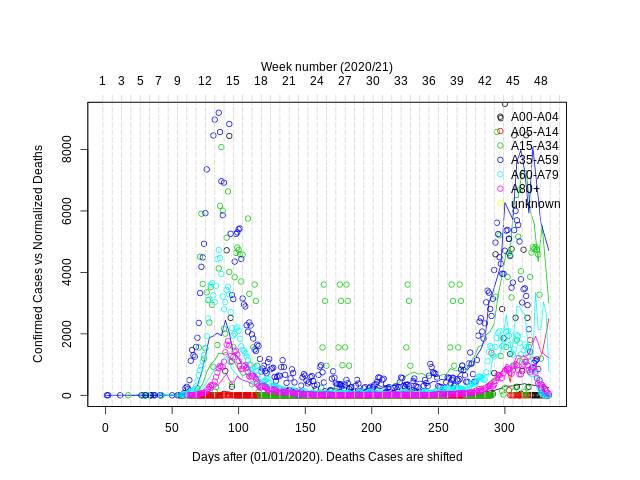 Week number (2020/21)
1 3 5 7 9 12 15 18 21 24 27 30 33 36 39 42 45 48
Confirmed Cases vs Normalized Deaths
8000
6000
4000
2000
0
A00-A04
A05-A14
A15-A34
A35-A59
A60-A79
A80+
unknown
0 50 100 150 200 250 300
Days after (01/01/2020). Deaths Cases are shifted